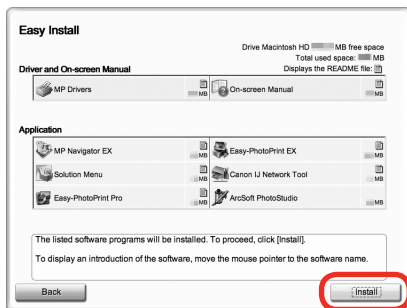 Easy Install
Drive Macintosh HD MB free space
Total used space: MB
Driver and On-screen Manual
Displays the README file:
MP Drivers MB On-screen Manual MB
Application
MP Navigator EX MB Easy-PhotoPrint EX MB
Solution Menu MB Canon IJ Network Tool MB
Easy-PhotoPrint Pro MB ArcSoft PhotoStudio MB
The listed software programs will be installed. To proceed, click [Install].
To display an introduction of the software, move the mouse pointer to the software name.
Back Install